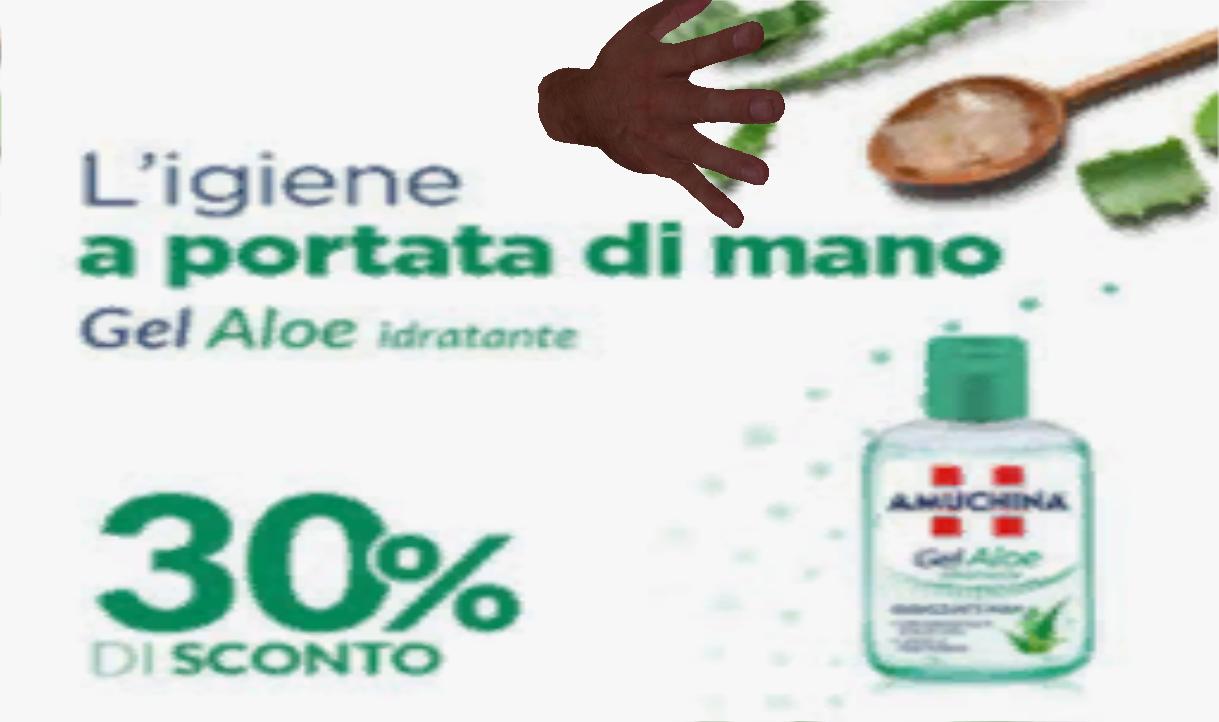 L'igiene
a portata di mano
Gel Aloe idratante
30%
DI SCONTO
AMUCHINA
Gel Aloe